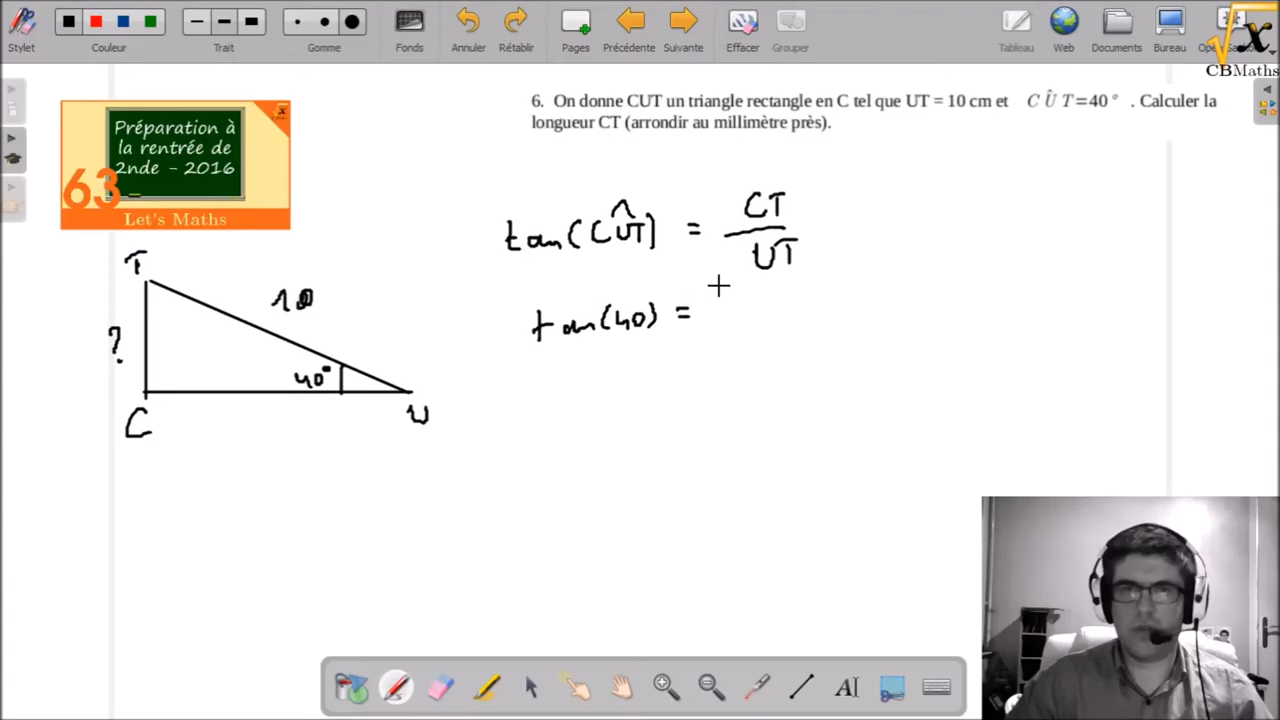 Stylet
Couleur
Trait
Gomme
Fonds
Annuler
Rétablir
Pages
Précédente
Suivante
Effacer
Grouper
Tableau
Web
Documents
Bureau
CBMaths
6. On donne CUT un triangle rectangle en C tel que UT = 10 cm et C Û T=40 ° . Calculer la
longueur CT (arrondir au millimètre près).
Préparation à
la rentrée de
2nde - 2016
63
Let's Maths
tan(CÛT) = CT
UT
tan(40) =
T
10
?
40°
C
U
AI